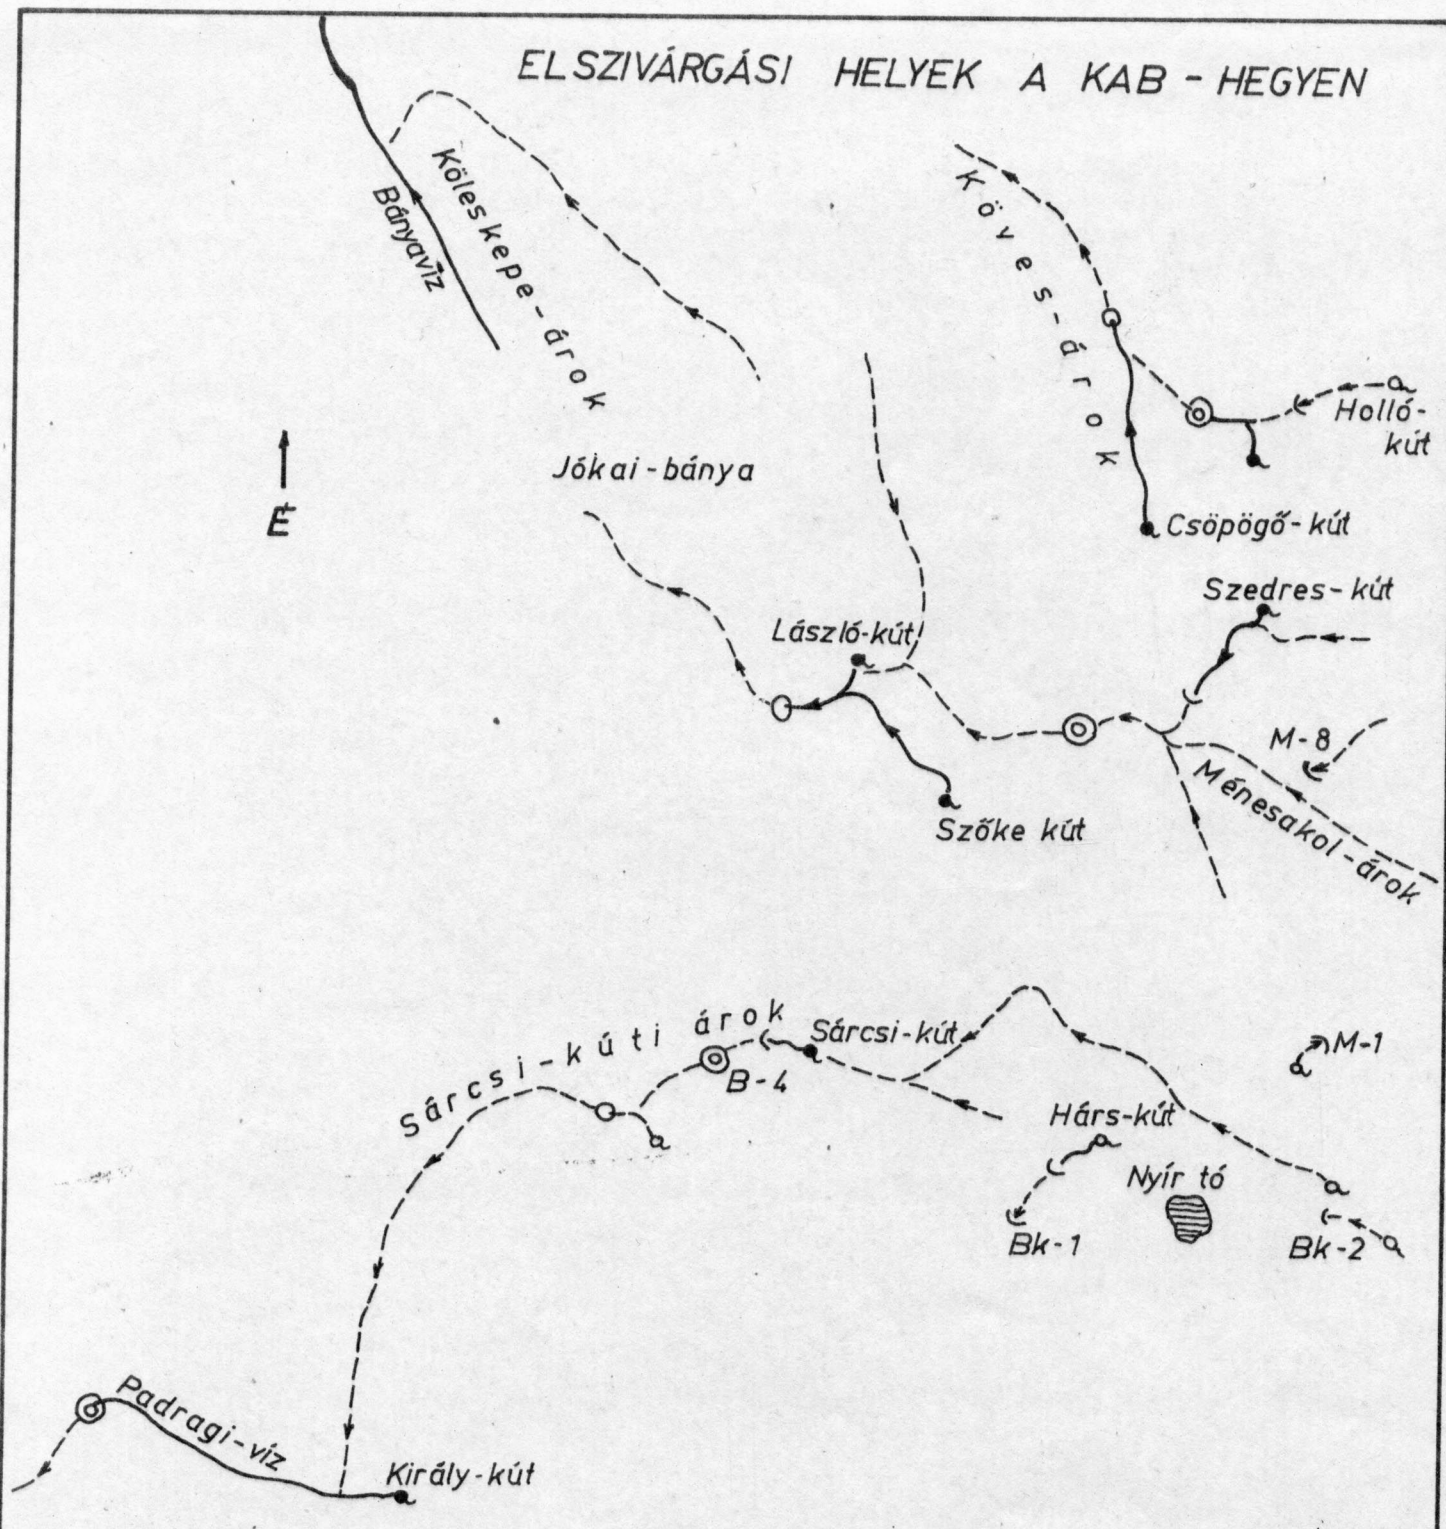 ELSZIVÁRGÁSI HELYEK A KAB - HEGYEN
Köleskepe-árok
Bányavíz
Köves-árok
Holló-
kút
Jókai-bánya
É
Csöpögő-kút
Szedres-kút
László-kút
M-8
Ménesakol-árok
Szőke kút
Sárcsi-kúti árok
Sárcsi-kút
M-1
B-4
Hárs-kút
Nyír tó
Bk-1
Bk-2
Padragi-víz
Király-kút